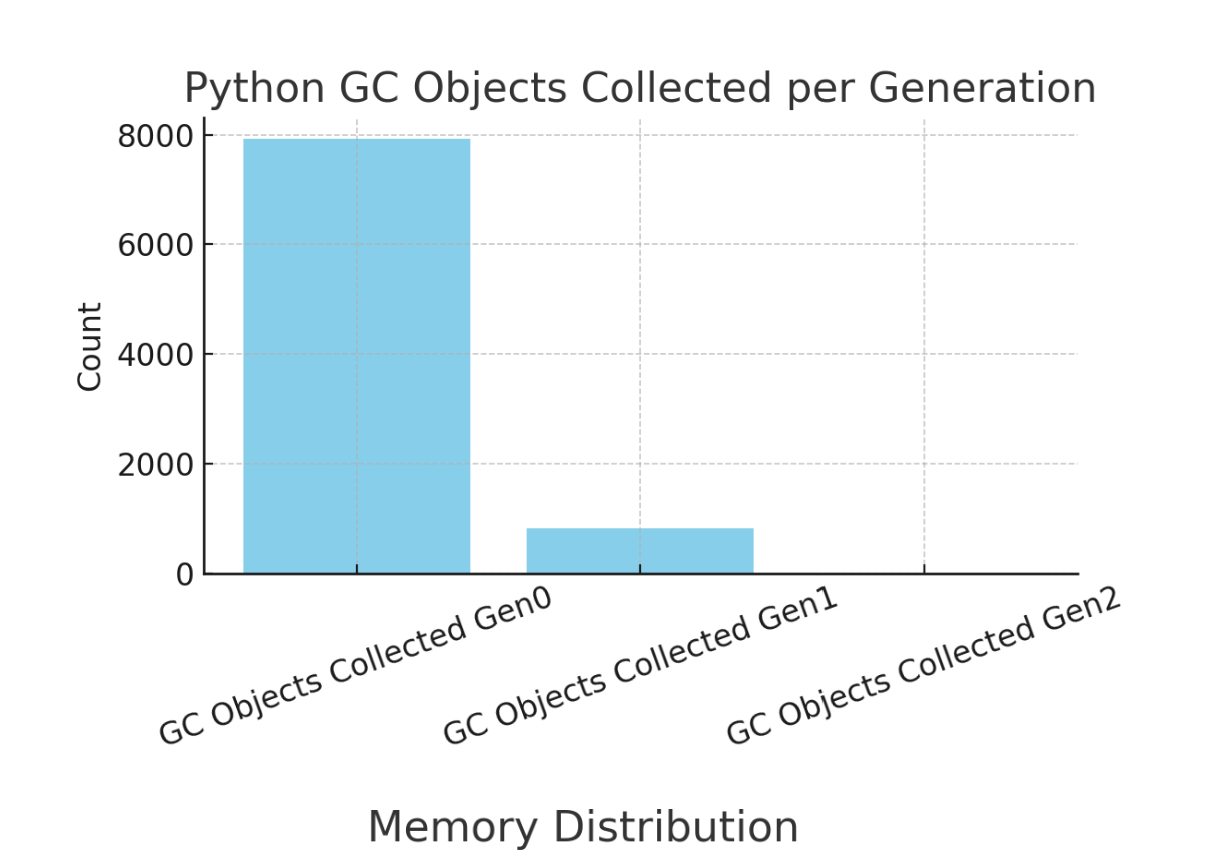 Python GC Objects Collected per Generation
8000
6000
4000
2000
0
Count
GC Objects Collected Gen0
GC Objects Collected Gen1
GC Objects Collected Gen2
Memory Distribution